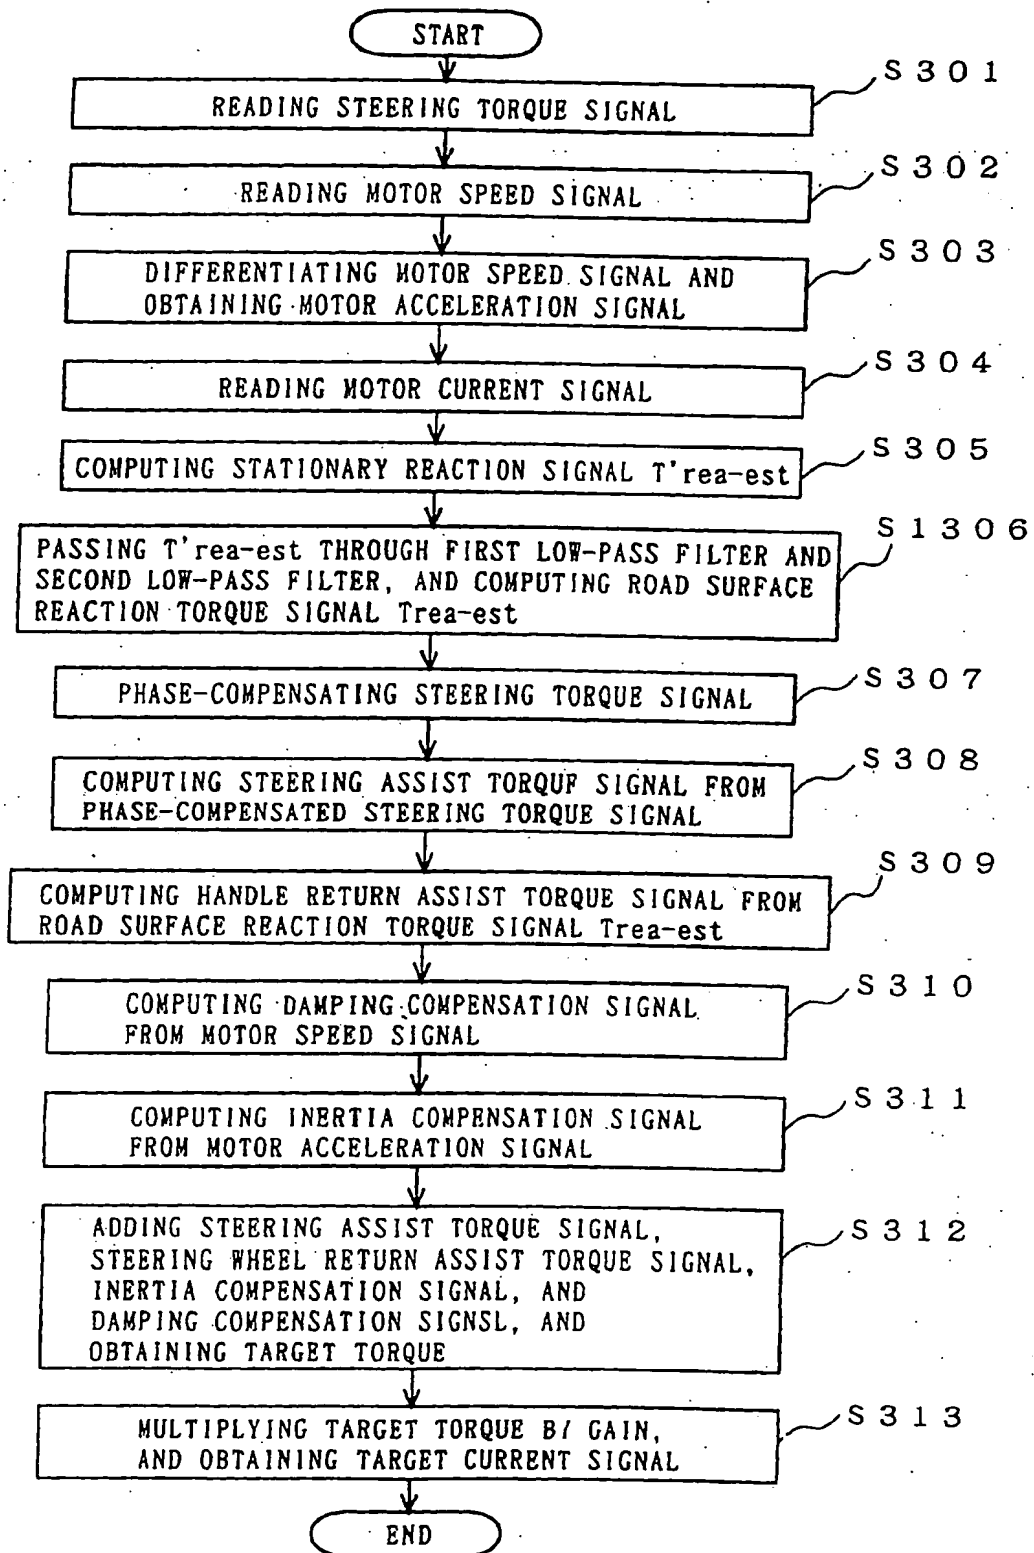 START
READING STEERING TORQUE SIGNAL
S301
READING MOTOR SPEED SIGNAL
S302
DIFFERENTIATING MOTOR SPEED SIGNAL AND
OBTAINING MOTOR ACCELERATION SIGNAL
S303
READING MOTOR CURRENT SIGNAL
S304
COMPUTING STATIONARY REACTION SIGNAL T'rea-est
S305
PASSING T'rea-est THROUGH FIRST LOW-PASS FILTER AND
SECOND LOW-PASS FILTER, AND COMPUTING ROAD SURFACE
REACTION TORQUE SIGNAL Trea-est
S1306
PHASE-COMPENSATING STEERING TORQUE SIGNAL
S307
COMPUTING STEERING ASSIST TORQUF SIGNAL FROM
PHASE-COMPENSATED STEERING TORQUE SIGNAL
S308
COMPUTING HANDLE RETURN ASSIST TORQUE SIGNAL FROM
ROAD SURFACE REACTION TORQUE SIGNAL Trea-est
S309
COMPUTING DAMPING COMPENSATION SIGNAL
FROM MOTOR SPEED SIGNAL
S310
COMPUTING INERTIA COMPENSATION SIGNAL
FROM MOTOR ACCELERATION SIGNAL
S311
ADDING STEERING ASSIST TORQUE SIGNAL,
STEERING WHEEL RETURN ASSIST TORQUE SIGNAL,
INERTIA COMPENSATION SIGNAL, AND
DAMPING COMPENSATION SIGNSL, AND
OBTAINING TARGET TORQUE
S312
MULTIPLYING TARGET TORQUE B/ GAIN,
AND OBTAINING TARGET CURRENT SIGNAL
S313
END